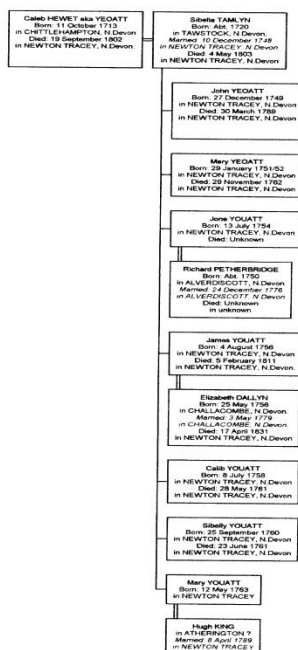 Caleb HEWET aka YEOATT
Born: 11 October 1713
in CHITTLEHAMPTON, N.Devon
Died: 19 September 1802
in NEWTON TRACEY, N.Devon.
Sibella TAMLYN
Born: Abt. 1720
in TAWSTOCK, N.Devon.
Married: 10 December 1748
in NEWTON TRACEY, N.Devon
Died: 4 May 1803
in NEWTON TRACEY, N.Devon
John YEOATT
Born: 27 December 1749
in NEWTON TRACEY, N.Devon.
Died: 30 March 1789
in NEWTON TRACEY, N.Devon
Mary YEOATT
Born: 29 January 1751/52
in NEWTON TRACEY, N.Devon.
Died: 29 November 1762
in NEWTON TRACEY, N.Devon
Jone YOUATT
Born: 13 July 1754
in NEWTON TRACEY, N.Devon
Died: Unknown
Richard PETHERBRIDGE
Born: Abt. 1750
in ALVERDISCOTT, N.Devon
Married: 24 December 1776
in ALVERDISCOTT, N.Devon
Died: Unknown
in unknown
James YOUATT
Born: 4 August 1756
in NEWTON TRACEY, N.Devon
Died: 5 February 1811
in NEWTON TRACEY, N.Devon.
Elizabeth DALLYN
Born: 25 May 1756
in CHALLACOMBE, N.Devon.
Married: 3 May 1779
in CHALLACOMBE, N.Devon.
Died: 17 April 1831
in NEWTON TRACEY, N.Devon
Calib YOUATT
Born: 8 July 1758
in NEWTON TRACEY, N.Devon
Died: 28 May 1761
in NEWTON TRACEY, N.Devon
Sibelly YOUATT
Born: 25 September 1760
in NEWTON TRACEY, N.Devon
Died: 23 June 1761
in NEWTON TRACEY, N.Devon
Mary YOUATT
Born: 12 May 1763
in NEWTON TRACEY
Hugh KING
in ATHERINGTON ?
Married: 8 April 1789
in NEWTON TRACEY